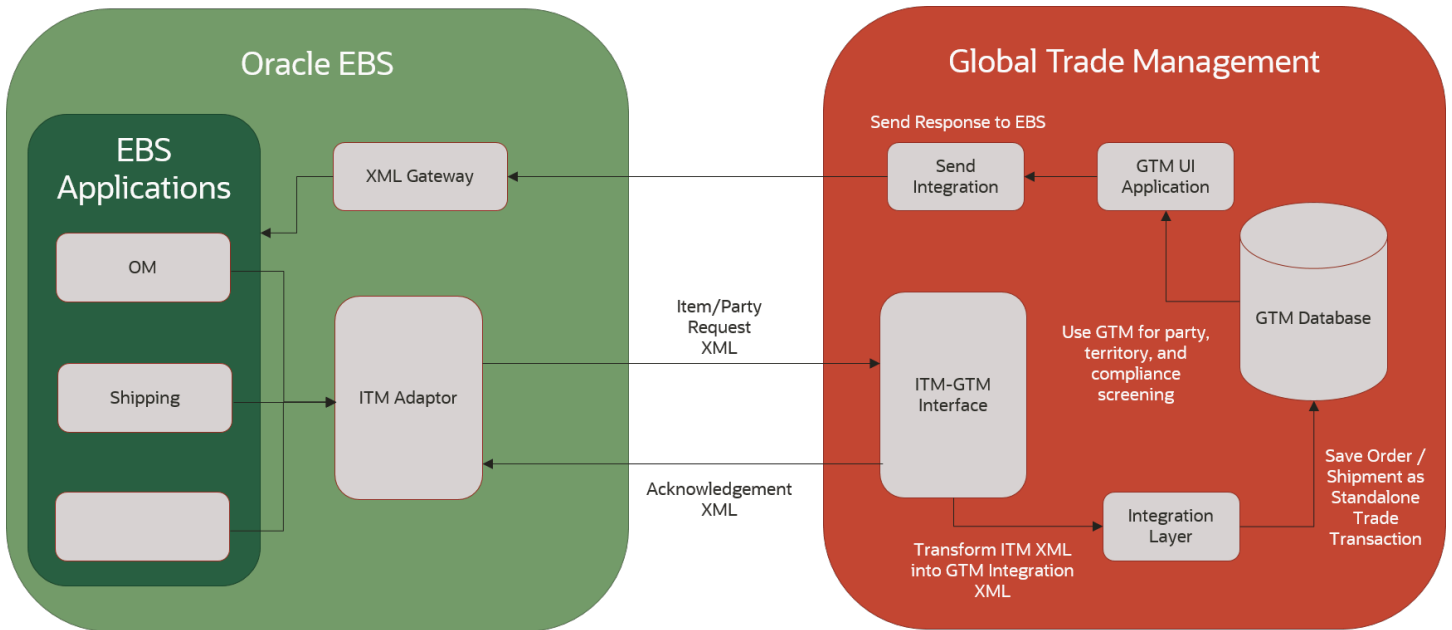 Oracle EBS
EBS
Applications
OM
Shipping
XML Gateway
ITM Adaptor
Item/Party
Request
XML
Acknowledgement
XML
Global Trade Management
Send Response to EBS
Send
Integration
GTM UI
Application
GTM Database
Use GTM for party,
territory, and
compliance
screening
ITM-GTM
Interface
Transform ITM XML
into GTM Integration
XML
Integration
Layer
Save Order /
Shipment as
Standalone
Trade
Transaction